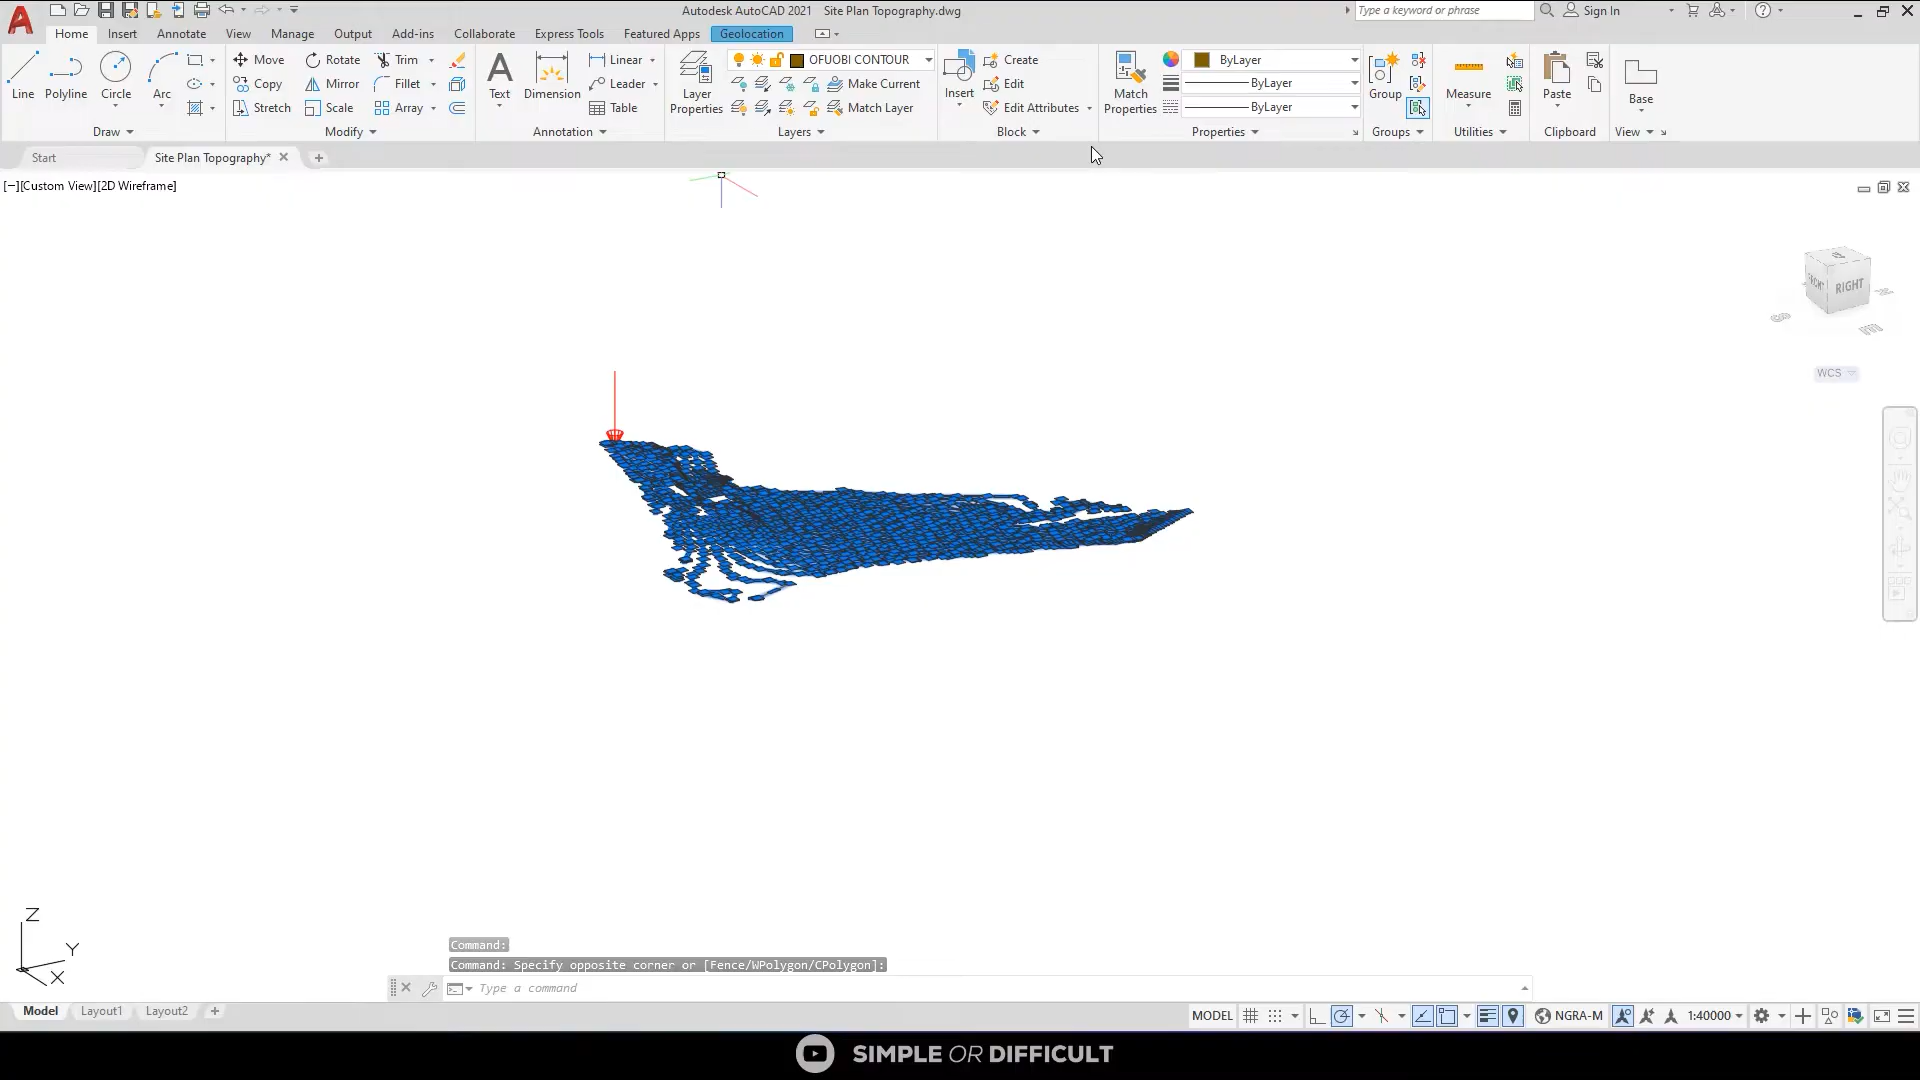 Autodesk AutoCAD 2021 Site Plan Topography.dwg
Type a keyword or phrase
Sign In
Home Insert Annotate View Manage Output Add-ins Collaborate Express Tools Featured Apps Geolocation
Line Polyline Circle Arc
Move Rotate Trim
Copy Mirror Fillet
Stretch Scale Array
Text Dimension
Linear
Leader
Table
Layer Properties
OFUOBI CONTOUR
Make Current
Match Layer
Insert
Create
Edit
Edit Attributes
Match Properties
ByLayer
ByLayer
ByLayer
Group
Measure
Paste
Base
Draw Modify Annotation Layers Block Properties Groups Utilities Clipboard View
Start Site Plan Topography*
[−][Custom View][2D Wireframe]
FRONT RIGHT
S E N
WCS
Z
Y
X
Command:
Command: Specify opposite corner or [Fence/WPolygon/CPolygon]:
Type a command
Model Layout1 Layout2
MODEL NGRA-M 1:40000
SIMPLE OR DIFFICULT